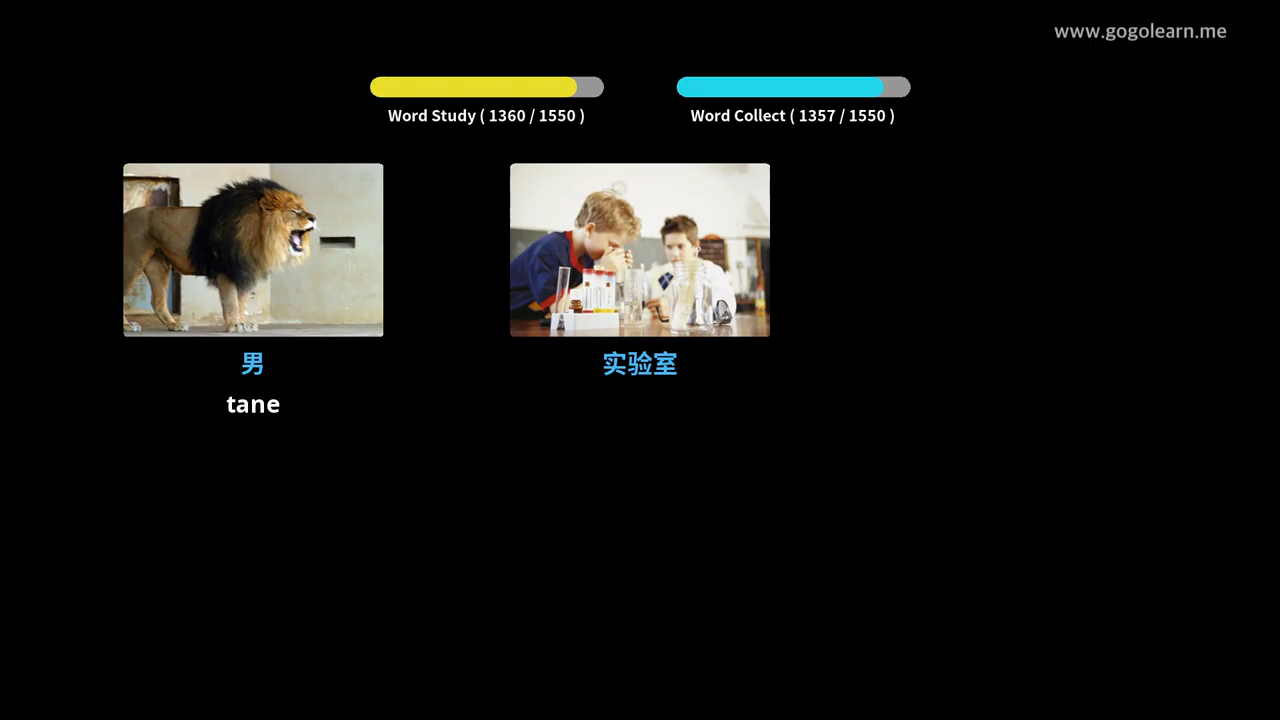 www.gogolearn.me
Word Study ( 1360 / 1550 )
Word Collect ( 1357 / 1550 )
男
实验室
tane